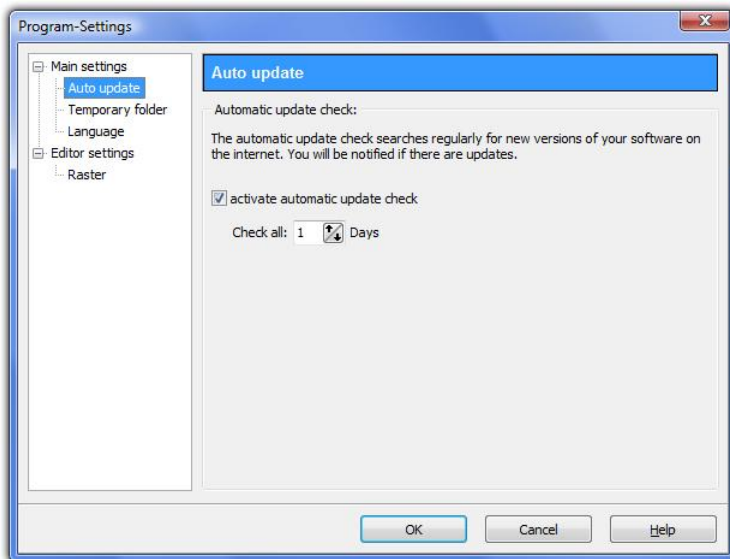 Program-Settings
Main settings
Auto update
Temporary folder
Language
Editor settings
Raster
Auto update
Automatic update check:
The automatic update check searches regularly for new versions of your software on
the internet. You will be notified if there are updates.
activate automatic update check
Check all: 1 Days
OK Cancel Help